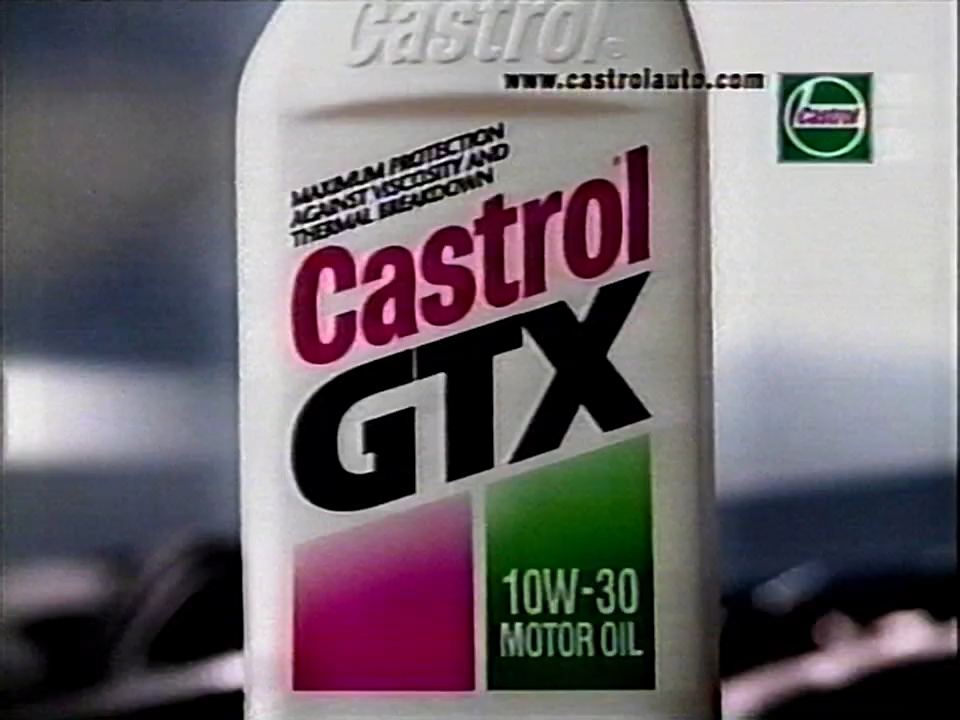 Castrol
www.castrolauto.com
Castrol
MAXIMUM PROTECTION
AGAINST VISCOSITY AND
THERMAL BREAKDOWN
Castrol
GTX
10W-30
MOTOR OIL